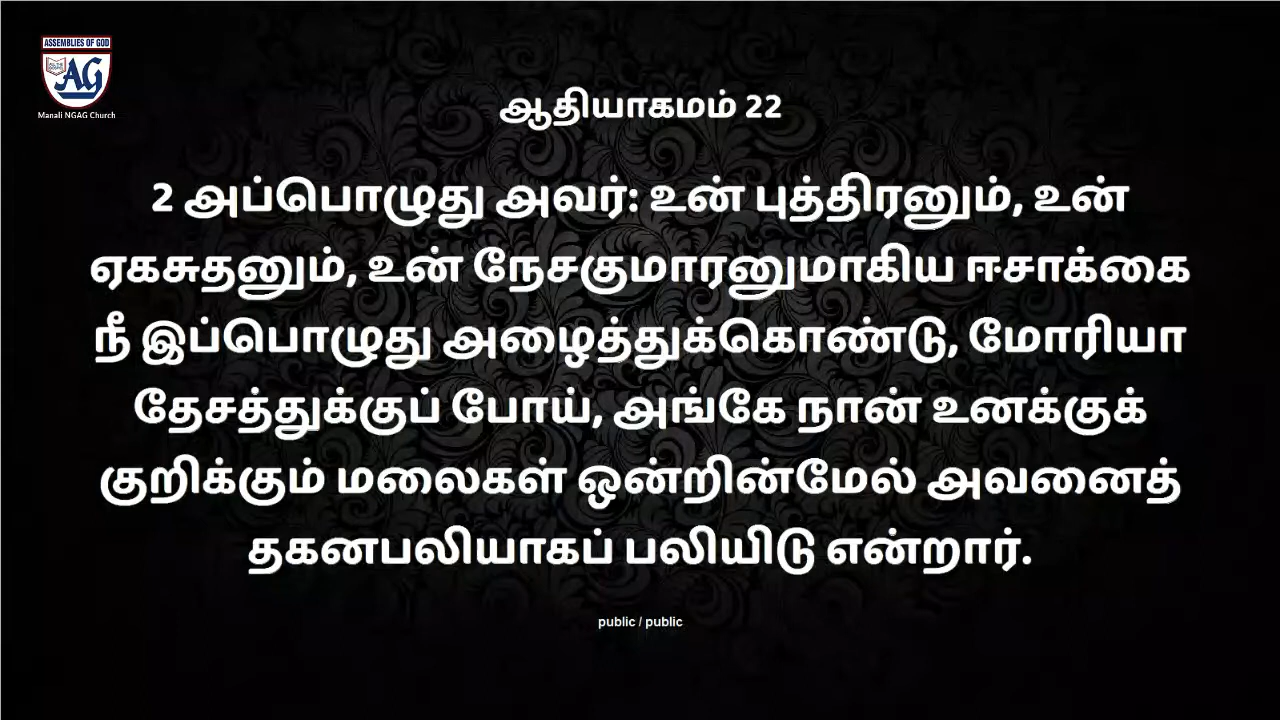 ASSEMBLIES OF GOD
AG
Manali NGAG Church
ஆதியாகமம் 22
2 அப்பொழுது அவர்: உன் புத்திரனும், உன்
ஏகசுதனும், உன் நேசகுமாரனுமாகிய ஈசாக்கை
நீ இப்பொழுது அழைத்துக்கொண்டு, மோரியா
தேசத்துக்குப் போய், அங்கே நான் உனக்குக்
குறிக்கும் மலைகள் ஒன்றின்மேல் அவனைத்
தகனபலியாகப் பலியிடு என்றார்.
public / public